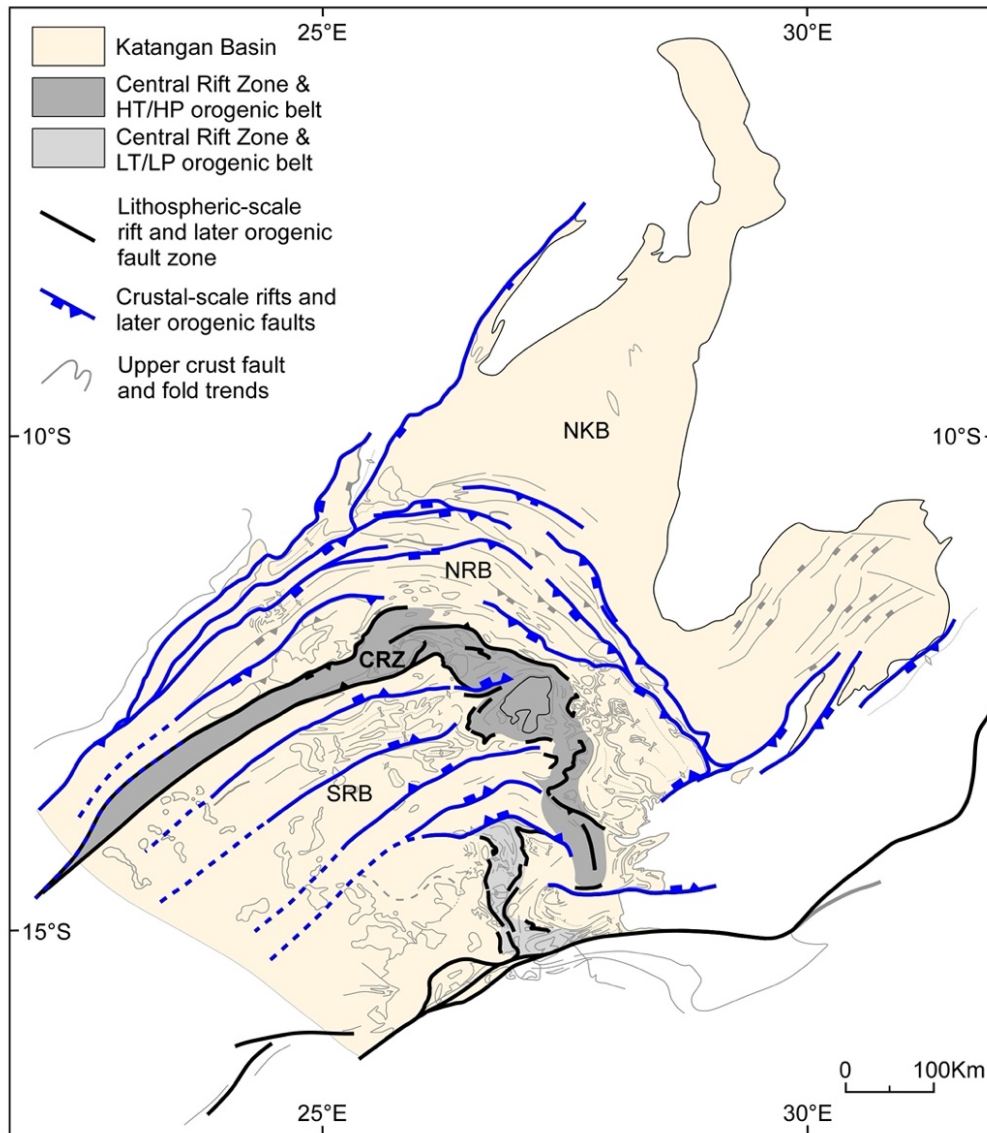 25°E
30°E
Katangan Basin
Central Rift Zone &
HT/HP orogenic belt
Central Rift Zone &
LT/LP orogenic belt
Lithospheric-scale
rift and later orogenic
fault zone
Crustal-scale rifts and
later orogenic faults
Upper crust fault
and fold trends
10°S
NKB
10°S
NRB
CRZ
SRB
15°S
0
100Km
25°E
30°E